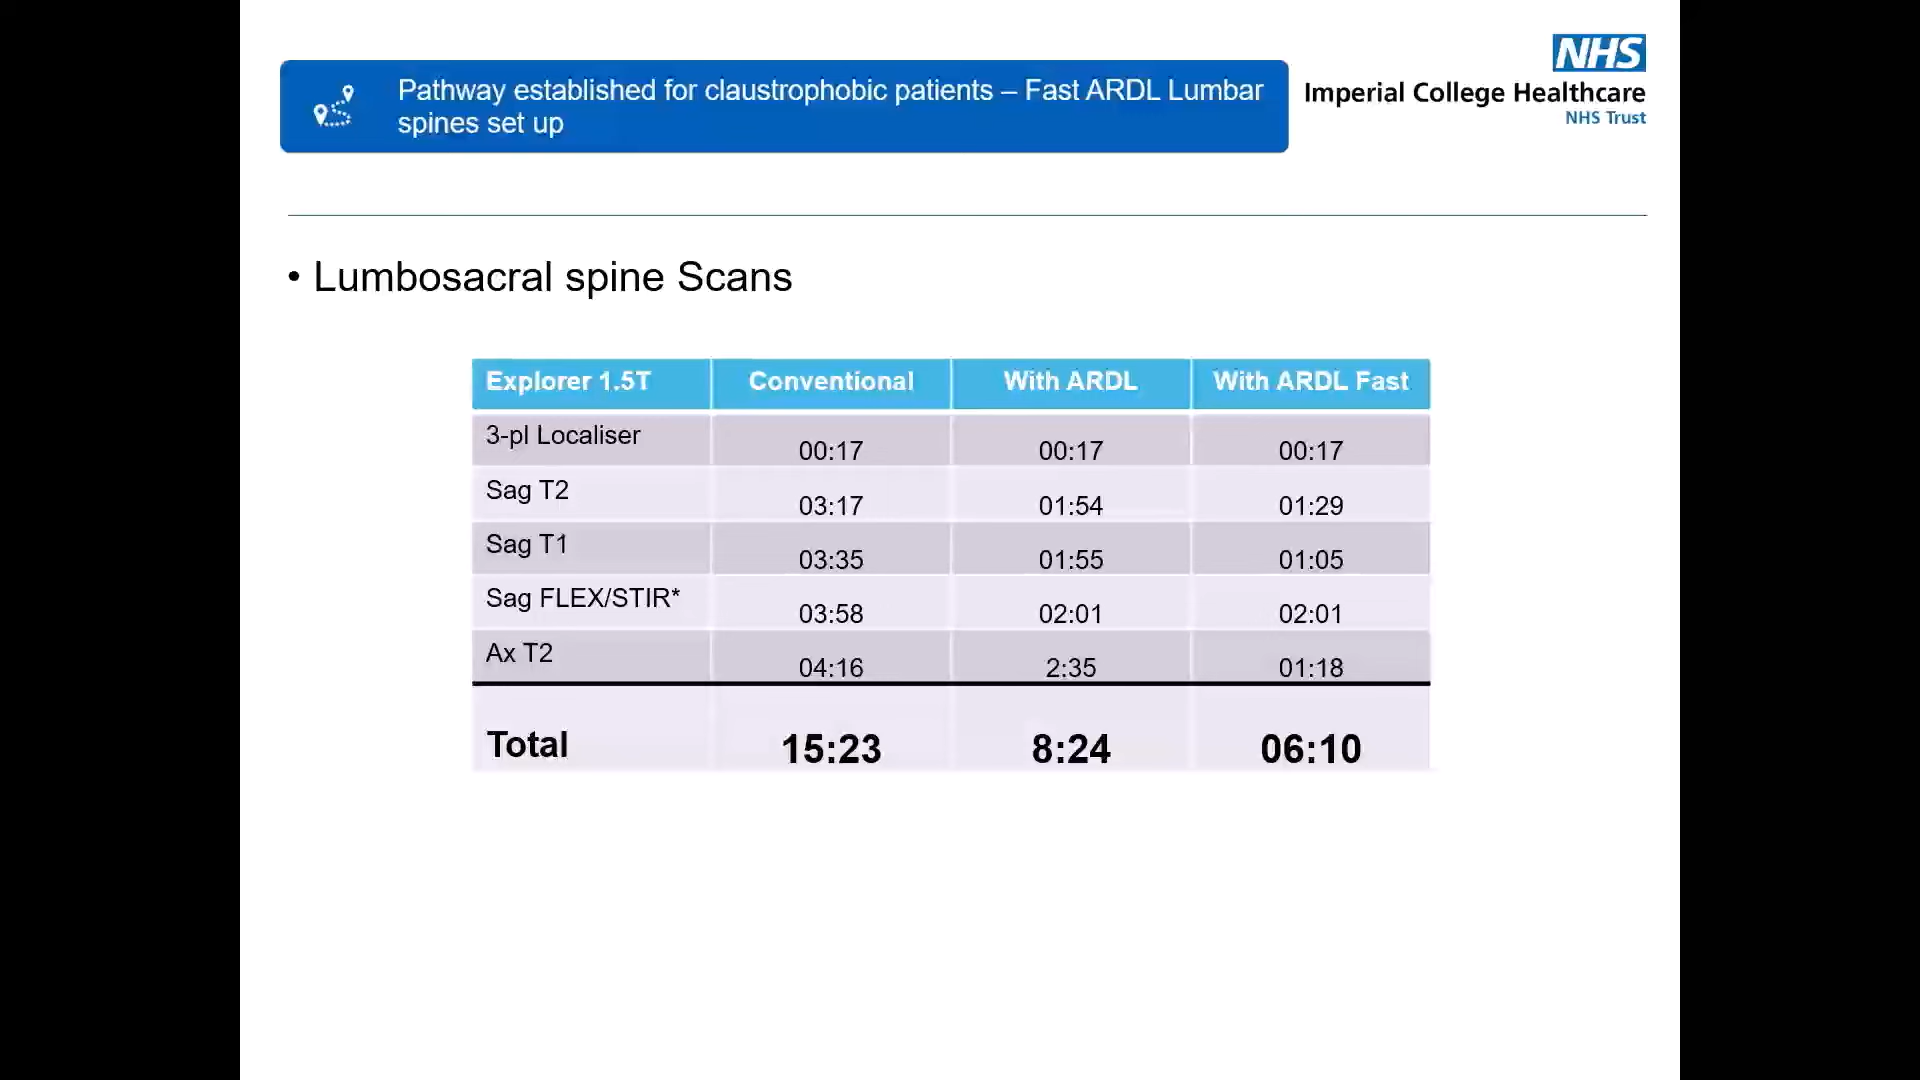 NHS
Pathway established for claustrophobic patients – Fast ARDL Lumbar
spines set up
Imperial College Healthcare
NHS Trust
• Lumbosacral spine Scans
Explorer 1.5T Conventional With ARDL With ARDL Fast
3-pl Localiser 00:17 00:17 00:17
Sag T2 03:17 01:54 01:29
Sag T1 03:35 01:55 01:05
Sag FLEX/STIR* 03:58 02:01 02:01
Ax T2 04:16 2:35 01:18
Total 15:23 8:24 06:10